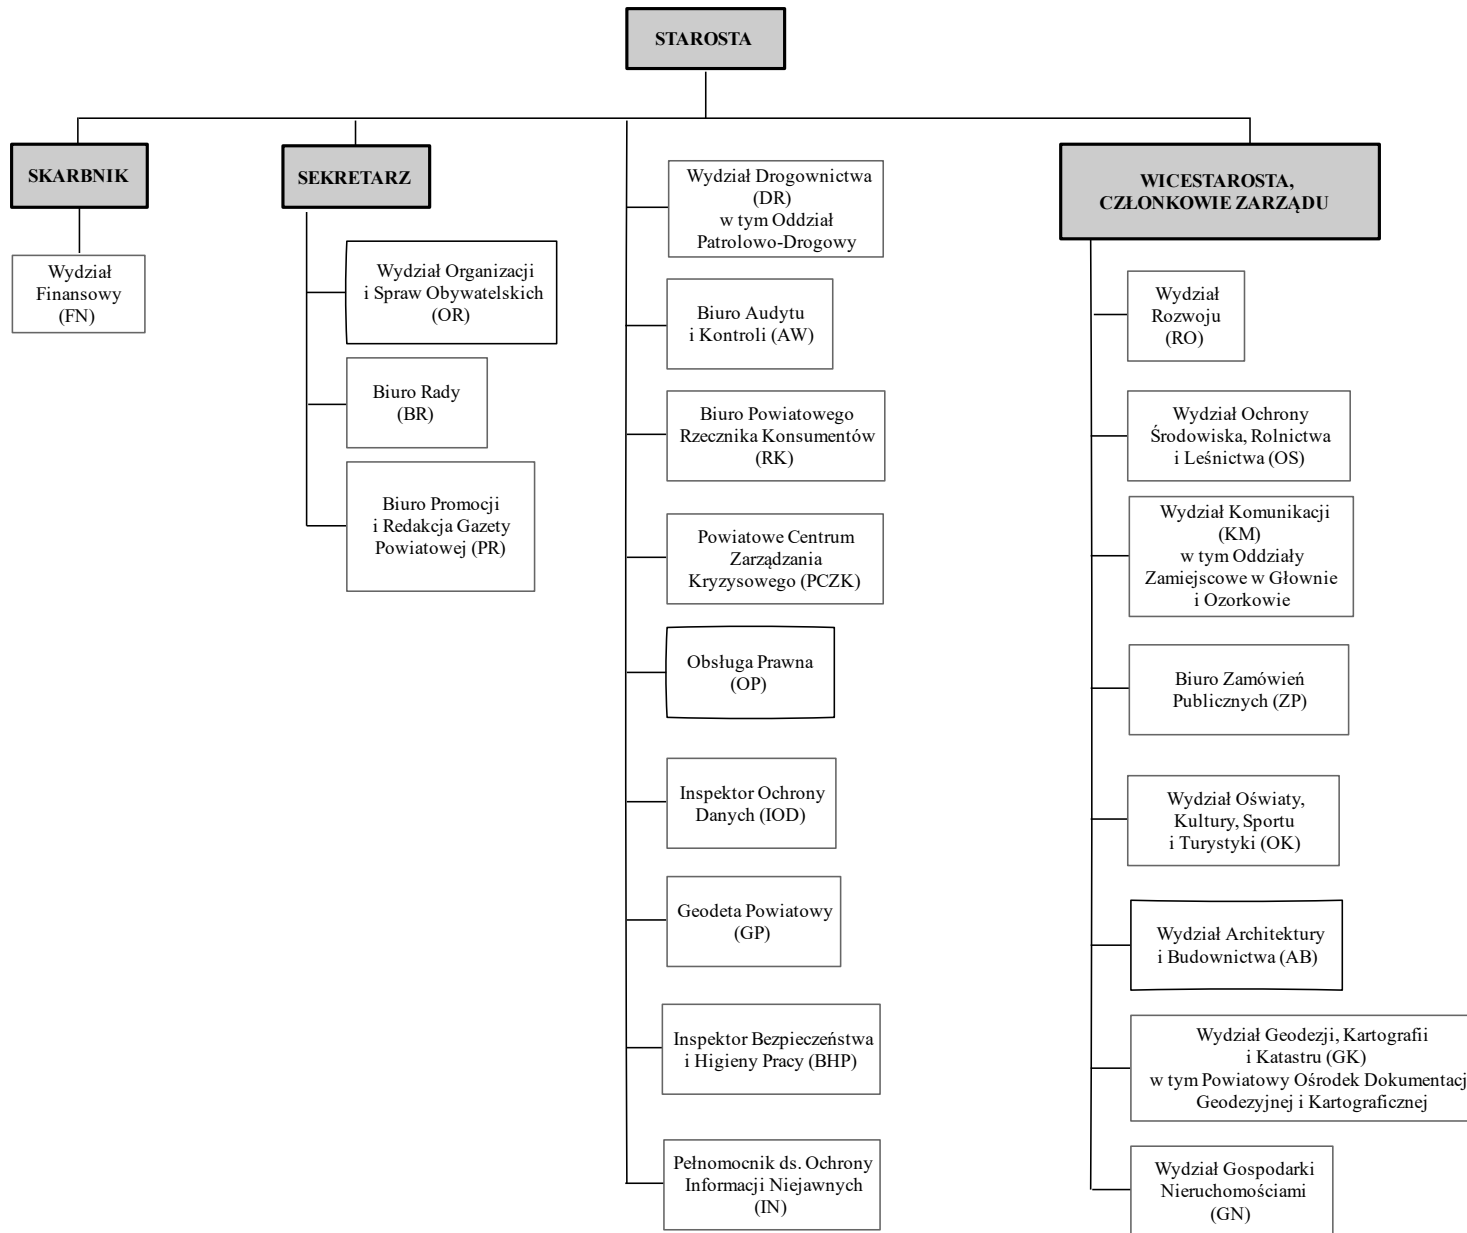 STAROSTA
SKARBNIK
Wydział
Finansowy
(FN)
SEKRETARZ
Wydział Organizacji
i Spraw Obywatelskich
(OR)
Biuro Rady
(BR)
Biuro Promocji
i Redakcja Gazety
Powiatowej (PR)
Wydział Drogownictwa
(DR)
w tym Oddział
Patrolowo-Drogowy
Biuro Audytu
i Kontroli (AW)
Biuro Powiatowego
Rzecznika Konsumentów
(RK)
Powiatowe Centrum
Zarządzania
Kryzysowego (PCZK)
Obsługa Prawna
(OP)
Inspektor Ochrony
Danych (IOD)
Geodeta Powiatowy
(GP)
Inspektor Bezpieczeństwa
i Higieny Pracy (BHP)
Pełnomocnik ds. Ochrony
Informacji Niejawnych
(IN)
WICESTAROSTA,
CZŁONKOWIE ZARZĄDU
Wydział
Rozwoju
(RO)
Wydział Ochrony
Środowiska, Rolnictwa
i Leśnictwa (OS)
Wydział Komunikacji
(KM)
w tym Oddziały
Zamiejscowe w Głownie
i Ozorkowie
Biuro Zamówień
Publicznych (ZP)
Wydział Oświaty,
Kultury, Sportu
i Turystyki (OK)
Wydział Architektury
i Budownictwa (AB)
Wydział Geodezji, Kartografii
i Katastru (GK)
w tym Powiatowy Ośrodek Dokumentacj
Geodezyjnej i Kartograficznej
Wydział Gospodarki
Nieruchomościami
(GN)